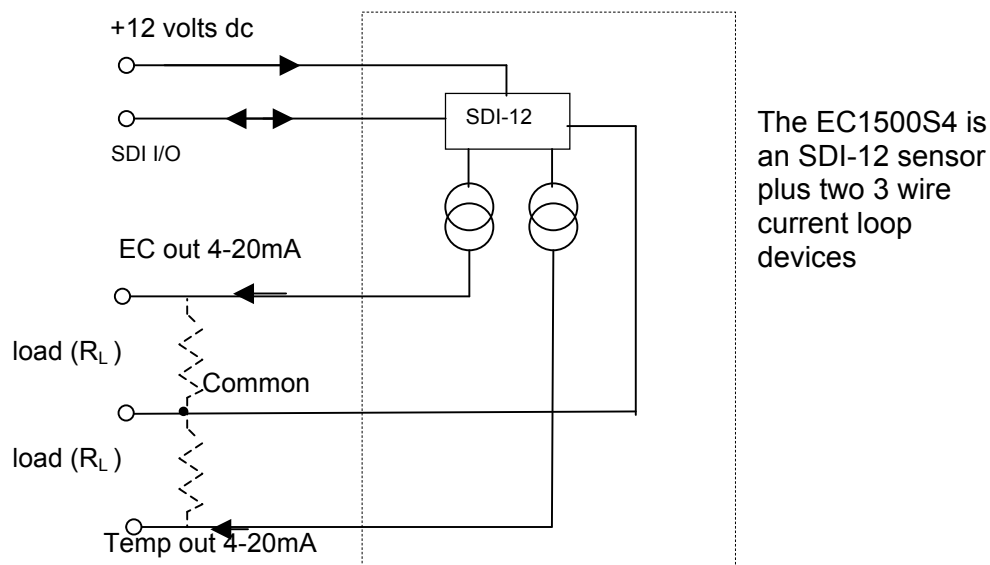 +12 volts dc
SDI-12
SDI I/O
The EC1500S4 is
an SDI-12 sensor
plus two 3 wire
current loop
devices
EC out 4-20mA
load (RL )
Common
load (RL )
Temp out 4-20mA